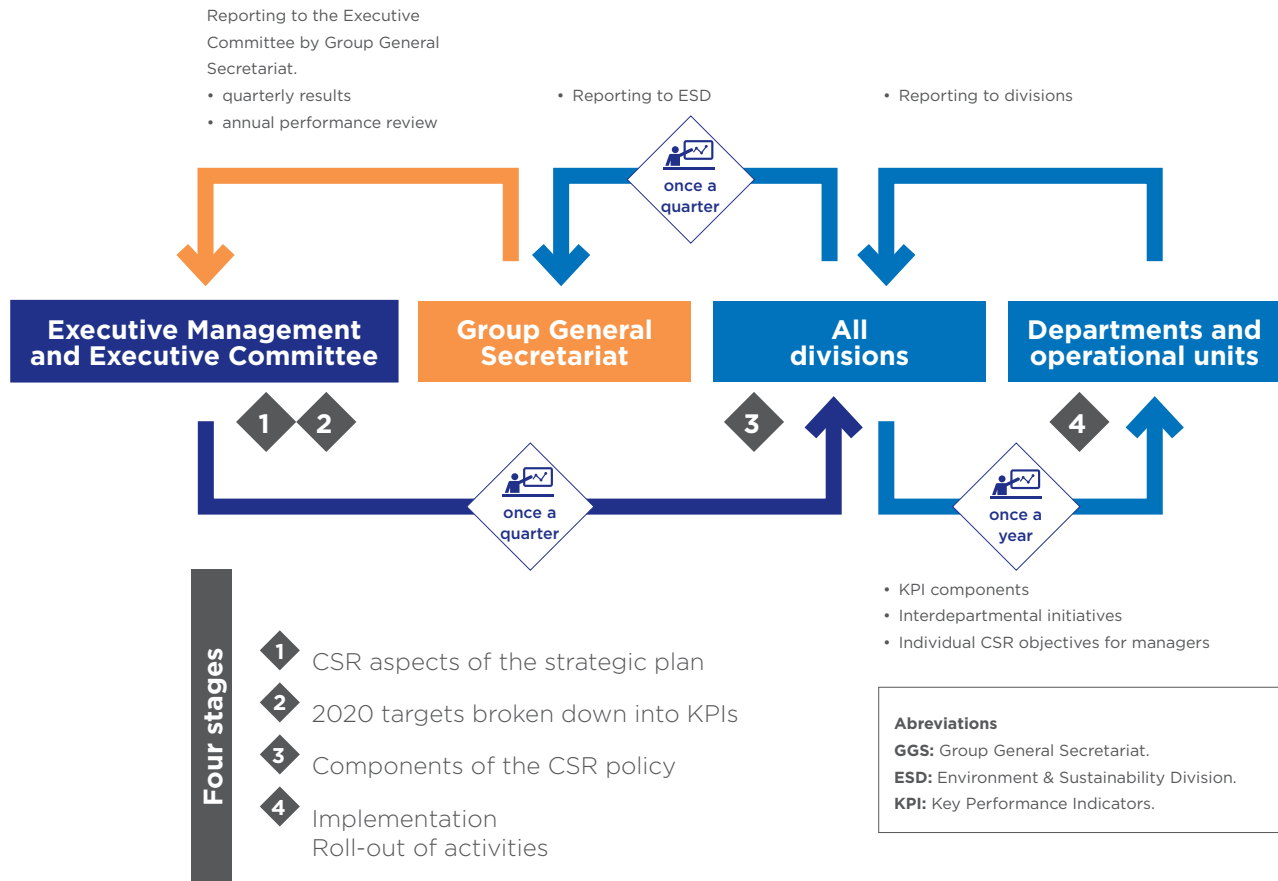 Reporting to the Executive
Committee by Group General
Secretariat.
• quarterly results
• annual performance review
• Reporting to ESD
• Reporting to divisions
once a
quarter
Executive Management
and Executive Committee
Group General
Secretariat
All
divisions
Departments and
operational units
1
2
3
4
once a
quarter
once a
year
• KPI components
• Interdepartmental initiatives
• Individual CSR objectives for managers
Four stages
1 CSR aspects of the strategic plan
2 2020 targets broken down into KPIs
3 Components of the CSR policy
4 Implementation
Roll-out of activities
Abreviations
GGS: Group General Secretariat.
ESD: Environment & Sustainability Division.
KPI: Key Performance Indicators.